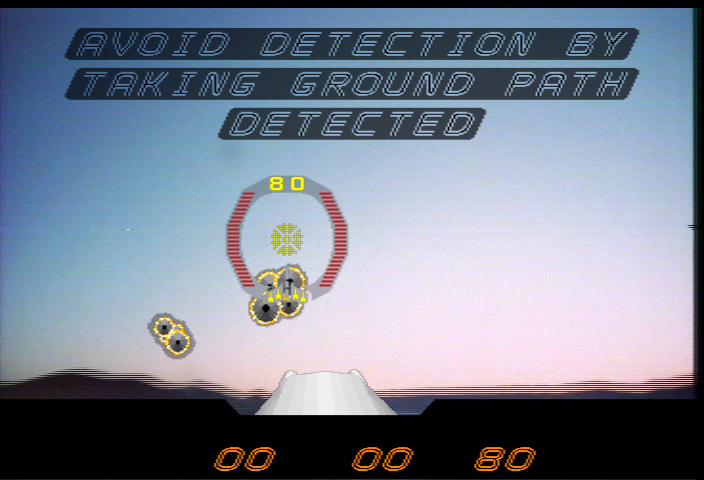 AVOID DETECTION BY
TAKING GROUND PATH
DETECTED
80
00 00 80